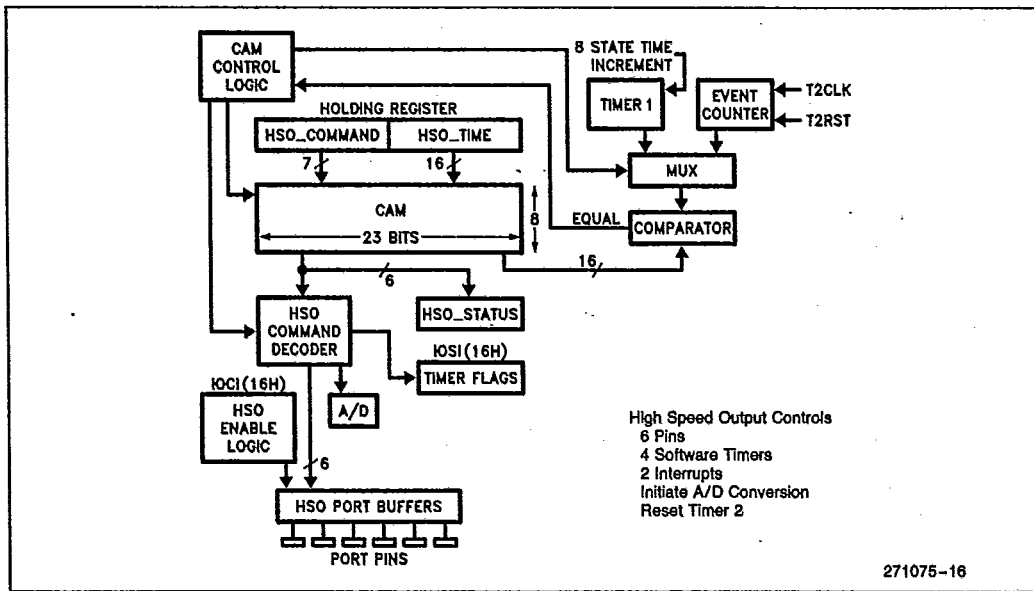 CAM
CONTROL
LOGIC
8 STATE TIME
INCREMENT
TIMER 1
EVENT
COUNTER
T2CLK
T2RST
HOLDING REGISTER
HSO_COMMAND
HSO_TIME
7
16
MUX
CAM
8
23 BITS
EQUAL
COMPARATOR
16
6
HSO
COMMAND
DECODER
HSO_STATUS
IOSI(16H)
TIMER FLAGS
IOCI(16H)
HSO
ENABLE
LOGIC
A/D
6
HSO PORT BUFFERS
PORT PINS
High Speed Output Controls
6 Pins
4 Software Timers
2 Interrupts
Initiate A/D Conversion
Reset Timer 2
271075-16